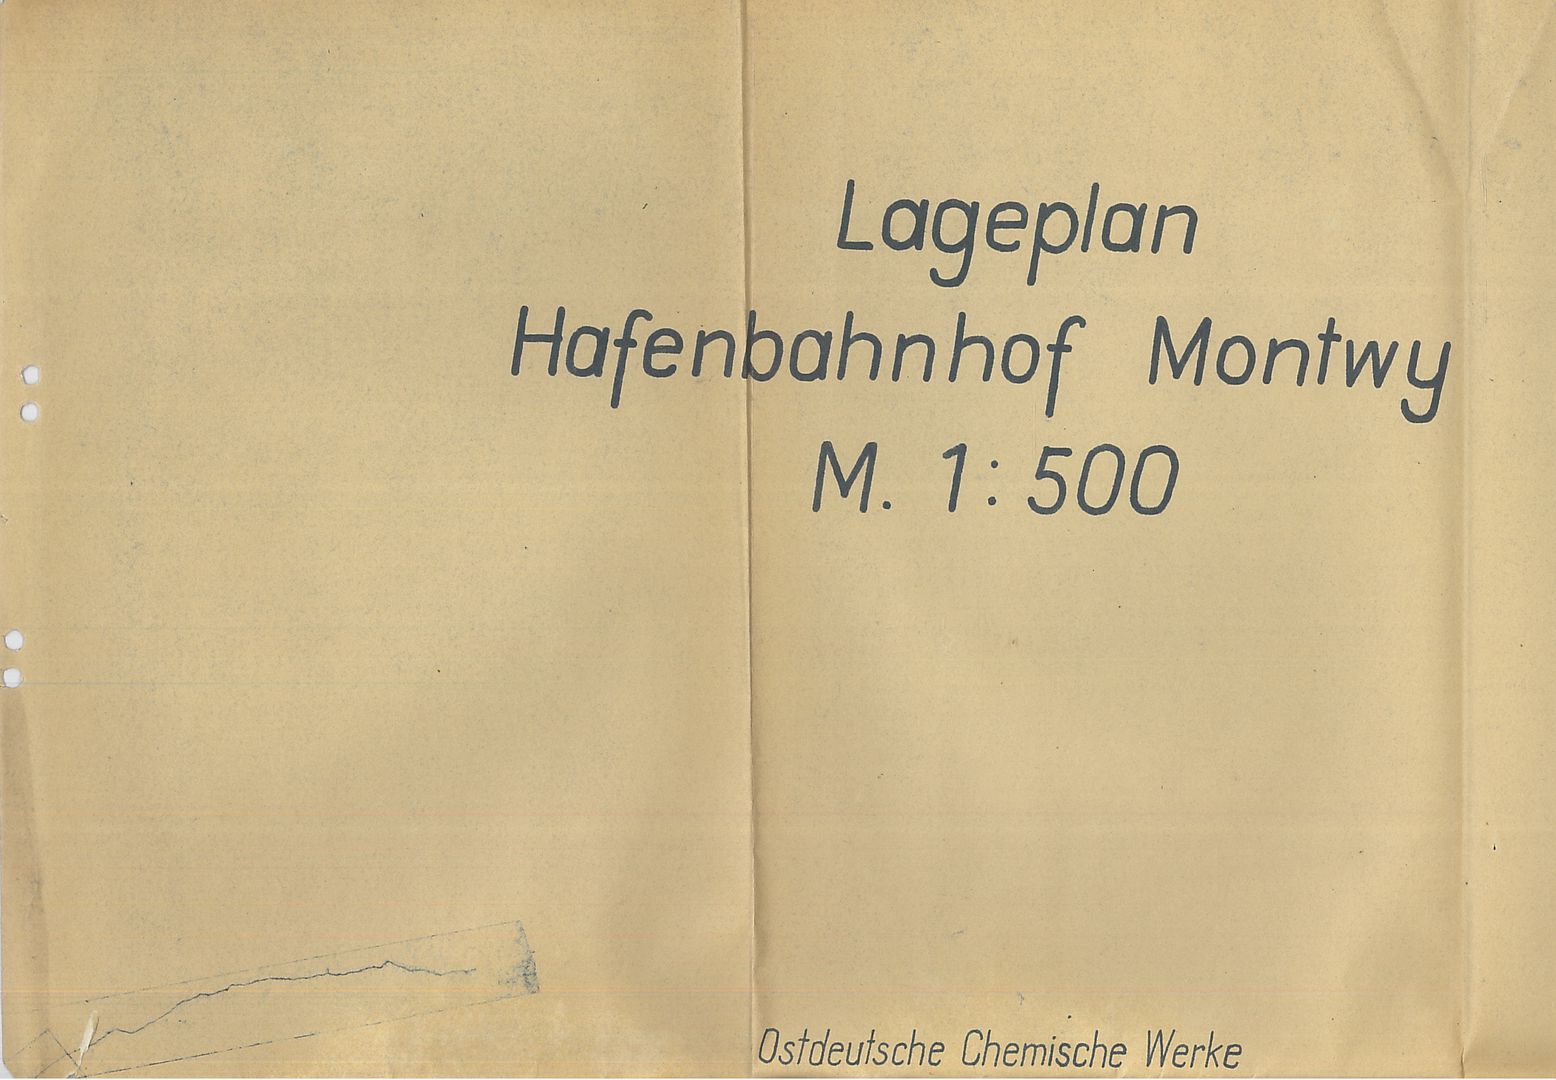 Lageplan
Hafenbahnhof Montwy
M. 1:500
Ostdeutsche Chemische Werke